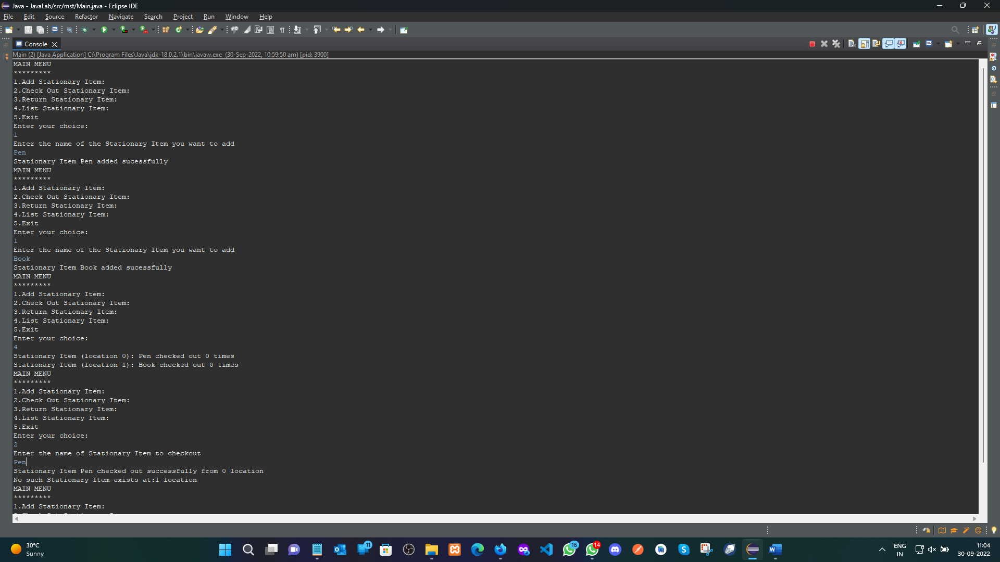 Java - JavaLab/src/mst/Main.java - Eclipse IDE
File Edit Source Refactor Navigate Search Project Run Window Help
Console
Main (2) [Java Application] C:\Program Files\Java\jdk-18.0.2.1\bin\javaw.exe (30-Sep-2022, 10:59:50 am) [pid: 3900]
MAIN MENU
*********
1.Add Stationary Item:
2.Check Out Stationary Item:
3.Return Stationary Item:
4.List Stationary Item:
5.Exit
Enter your choice:
1
Enter the name of the Stationary Item you want to add
Pen
Stationary Item Pen added sucessfully
MAIN MENU
*********
1.Add Stationary Item:
2.Check Out Stationary Item:
3.Return Stationary Item:
4.List Stationary Item:
5.Exit
Enter your choice:
1
Enter the name of the Stationary Item you want to add
Book
Stationary Item Book added sucessfully
MAIN MENU
*********
1.Add Stationary Item:
2.Check Out Stationary Item:
3.Return Stationary Item:
4.List Stationary Item:
5.Exit
Enter your choice:
4
Stationary Item (location 0): Pen checked out 0 times
Stationary Item (location 1): Book checked out 0 times
MAIN MENU
*********
1.Add Stationary Item:
2.Check Out Stationary Item:
3.Return Stationary Item:
4.List Stationary Item:
5.Exit
Enter your choice:
2
Enter the name of Stationary Item to checkout
Pen
Stationary Item Pen checked out successfully from 0 location
No such Stationary Item exists at:1 location
MAIN MENU
*********
1.Add Stationary Item:
30°C
Sunny
11
16
14
ENG
IN
11:04
30-09-2022